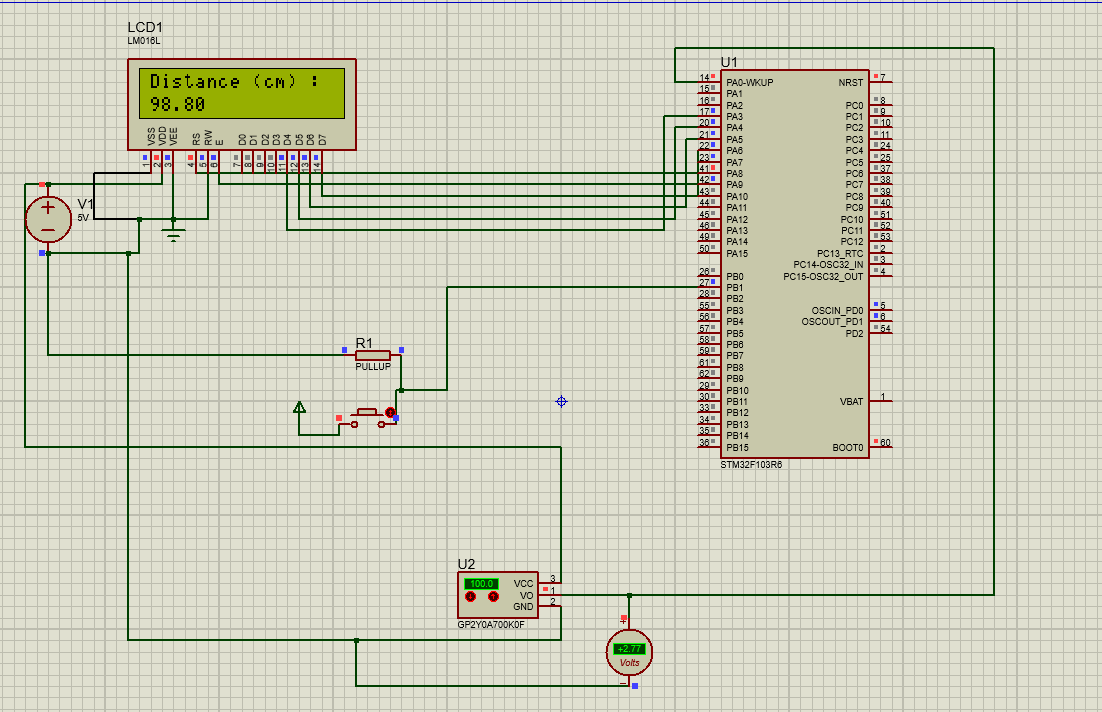 LCD1
LM016L
Distance (cm) :
98.80
VSS VDD VEE RS RW E D0 D1 D2 D3 D4 D5 D6 D7
1 2 3 4 5 6 7 8 9 10 11 12 13 14
V1
5V
R1
PULLUP
U1
14 PA0-WKUP NRST 7
15 PA1
16 PA2 PC0 8
17 PA3 PC1 9
20 PA4 PC2 10
21 PA5 PC3 11
22 PA6 PC4 24
23 PA7 PC5 25
41 PA8 PC6 37
42 PA9 PC7 38
43 PA10 PC8 39
44 PA11 PC9 40
45 PA12 PC10 51
46 PA13 PC11 52
49 PA14 PC12 53
50 PA15 PC13_RTC 2
PC14-OSC32_IN 3
26 PB0 PC15-OSC32_OUT 4
27 PB1
28 PB2
55 PB3 OSCIN_PD0 5
56 PB4 OSCOUT_PD1 6
57 PB5 PD2 54
58 PB6
59 PB7
61 PB8
62 PB9
29 PB10
30 PB11 VBAT 1
33 PB12
34 PB13
35 PB14
36 PB15 BOOT0 60
STM32F103R6
U2
100.0
VCC 3
VO 1
GND 2
GP2Y0A700K0F
+
+2.77
Volts